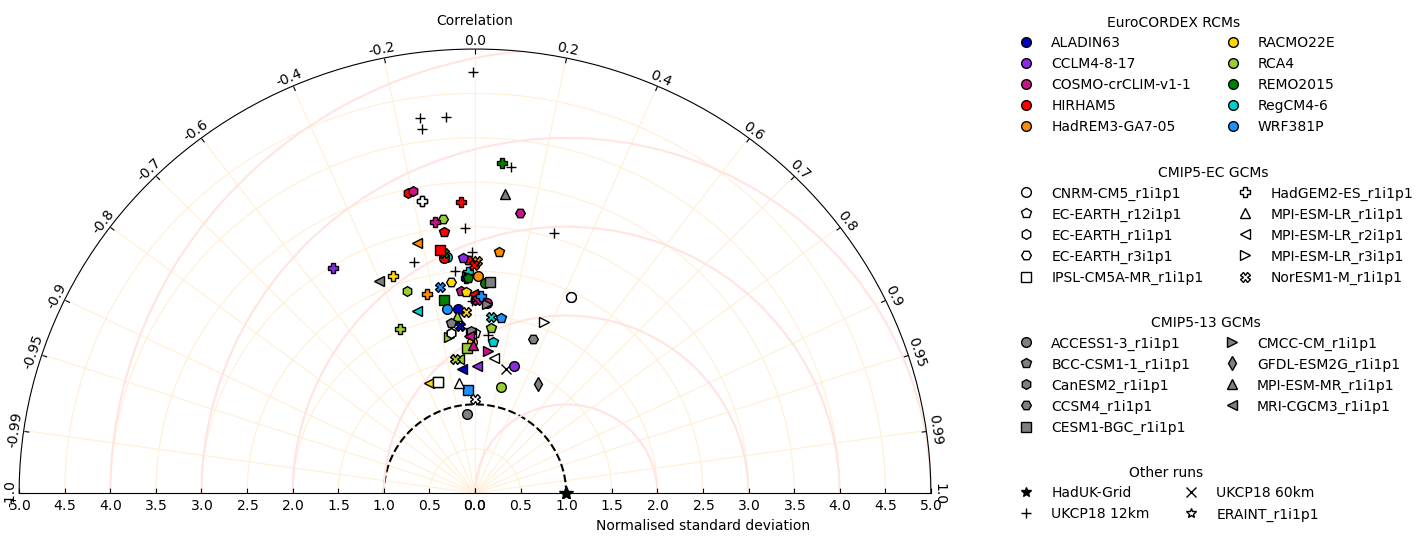 Correlation
-0.2 0.0 0.2
-0.4 0.4
-0.6 0.6
-0.7 0.7
-0.8 0.8
-0.9 0.9
-0.95 0.95
-0.99 0.99
-1.0 1.0
5.0 4.5 4.0 3.5 3.0 2.5 2.0 1.5 1.0 0.5 0.0 0.5 1.0 1.5 2.0 2.5 3.0 3.5 4.0 4.5 5.0
Normalised standard deviation
EuroCORDEX RCMs
ALADIN63 RACMO22E
CCLM4-8-17 RCA4
COSMO-crCLIM-v1-1 REMO2015
HIRHAM5 RegCM4-6
HadREM3-GA7-05 WRF381P
CMIP5-EC GCMs
CNRM-CM5_r1i1p1 HadGEM2-ES_r1i1p1
EC-EARTH_r12i1p1 MPI-ESM-LR_r1i1p1
EC-EARTH_r1i1p1 MPI-ESM-LR_r2i1p1
EC-EARTH_r3i1p1 MPI-ESM-LR_r3i1p1
IPSL-CM5A-MR_r1i1p1 NorESM1-M_r1i1p1
CMIP5-13 GCMs
ACCESS1-3_r1i1p1 CMCC-CM_r1i1p1
BCC-CSM1-1_r1i1p1 GFDL-ESM2G_r1i1p1
CanESM2_r1i1p1 MPI-ESM-MR_r1i1p1
CCSM4_r1i1p1 MRI-CGCM3_r1i1p1
CESM1-BGC_r1i1p1
Other runs
HadUK-Grid UKCP18 60km
UKCP18 12km ERAINT_r1i1p1